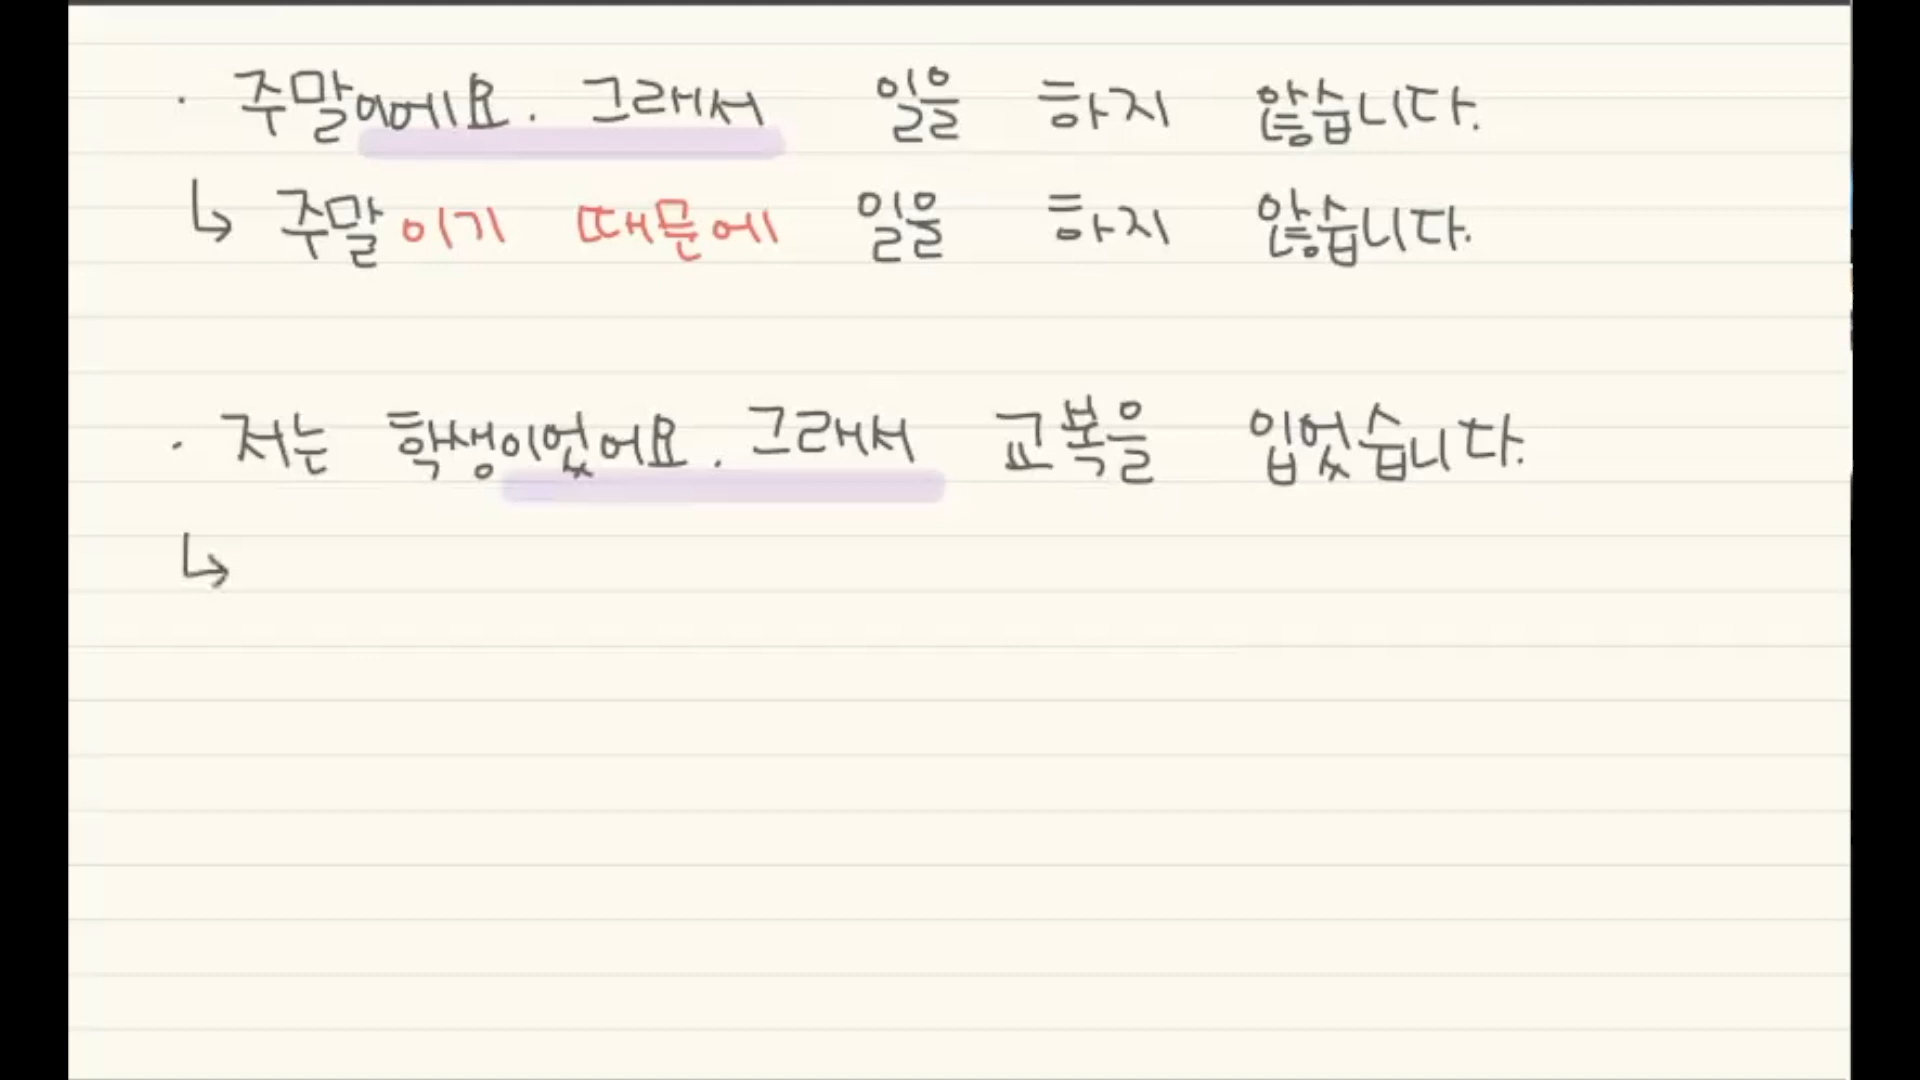 · 주말이에요. 그래서 일을 하지 않습니다.
↳ 주말이기 때문에 일을 하지 않습니다.
· 저는 학생이었어요. 그래서 교복을 입었습니다.
↳